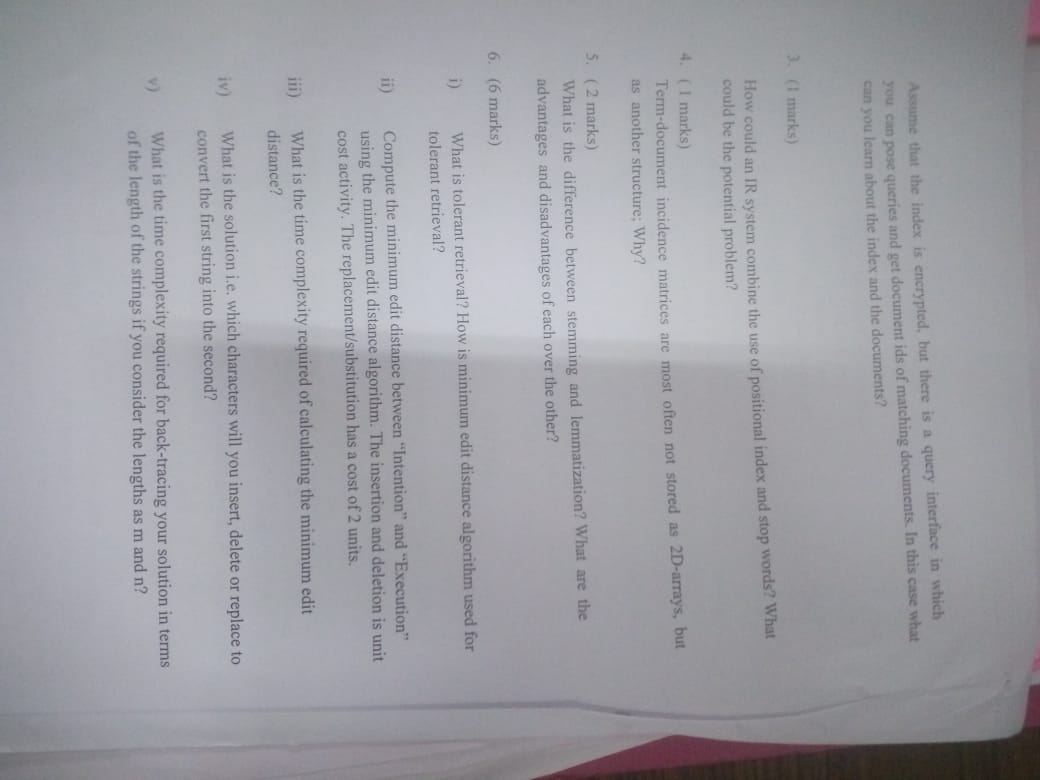 Assume that the index is encrypted, but there is a query interface in which
you can pose queries and get document ids of matching documents. In this case what
can you learn about the index and the documents?
3. (1 marks)
How could an IR system combine the use of positional index and stop words? What
could be the potential problem?
4. ( 1 marks)
Term-document incidence matrices are most often not stored as 2D-arrays, but
as another structure; Why?
5. ( 2 marks)
What is the difference between stemming and lemmatization? What are the
advantages and disadvantages of each over the other?
6. (6 marks)
i) What is tolerant retrieval? How is minimum edit distance algorithm used for
tolerant retrieval?
ii) Compute the minimum edit distance between “Intention” and “Execution”
using the minimum edit distance algorithm. The insertion and deletion is unit
cost activity. The replacement/substitution has a cost of 2 units.
iii) What is the time complexity required of calculating the minimum edit
distance?
iv) What is the solution i.e. which characters will you insert, delete or replace to
convert the first string into the second?
v) What is the time complexity required for back-tracing your solution in terms
of the length of the strings if you consider the lengths as m and n?